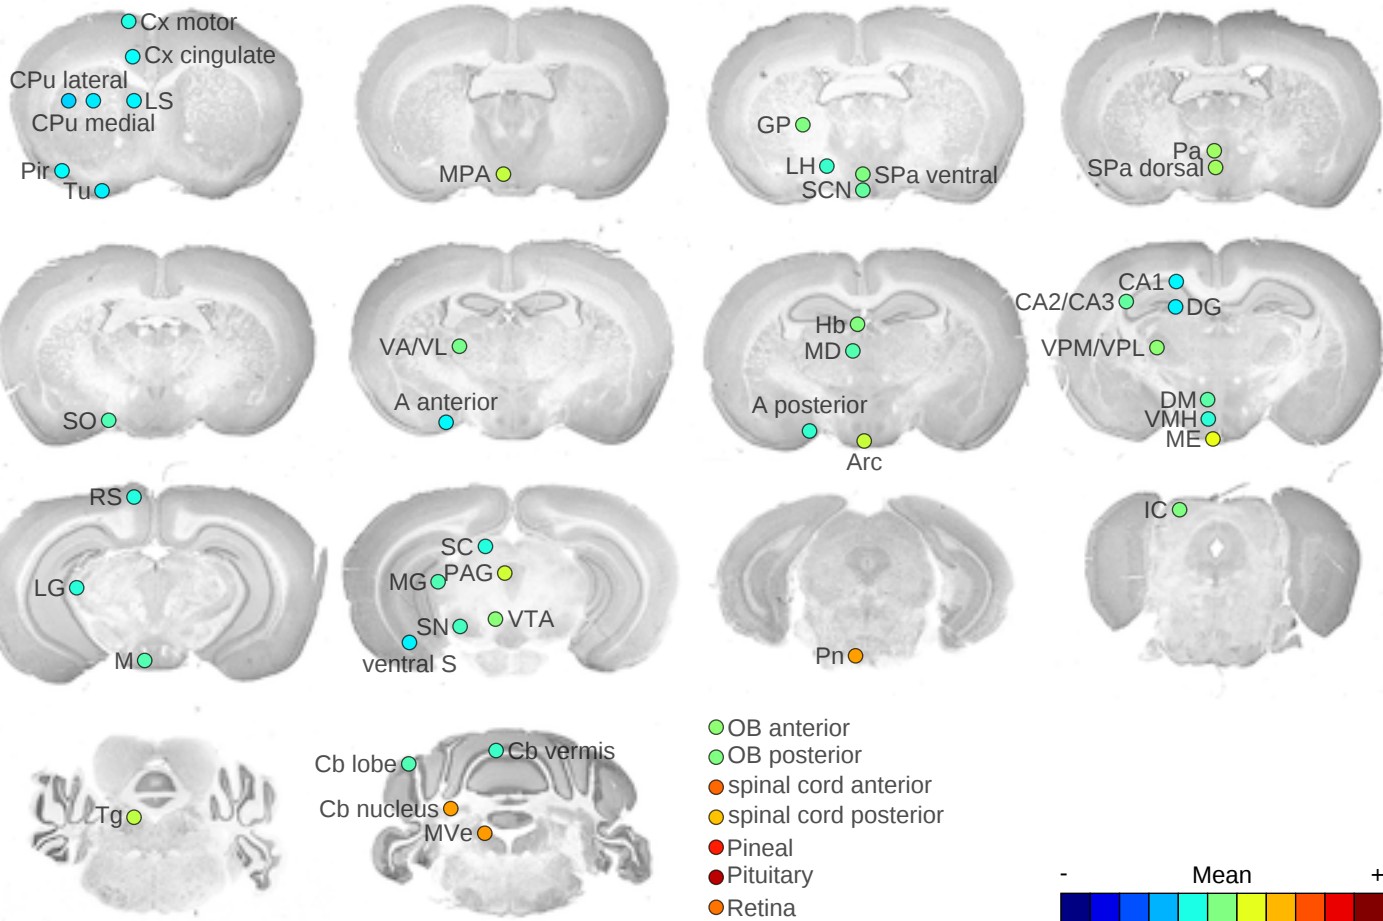 Cx motor
Cx cingulate
CPu lateral
LS
CPu medial
Pir
Tu
MPA
GP
LH
SPa ventral
SCN
Pa
SPa dorsal
SO
VA/VL
A anterior
Hb
MD
A posterior
Arc
CA1
CA2/CA3
DG
VPM/VPL
DM
VMH
ME
RS
LG
M
SC
MG
PAG
SN
VTA
ventral S
Pn
IC
Tg
Cb lobe
Cb vermis
Cb nucleus
MVe
OB anterior
OB posterior
spinal cord anterior
spinal cord posterior
Pineal
Pituitary
Retina
- Mean +